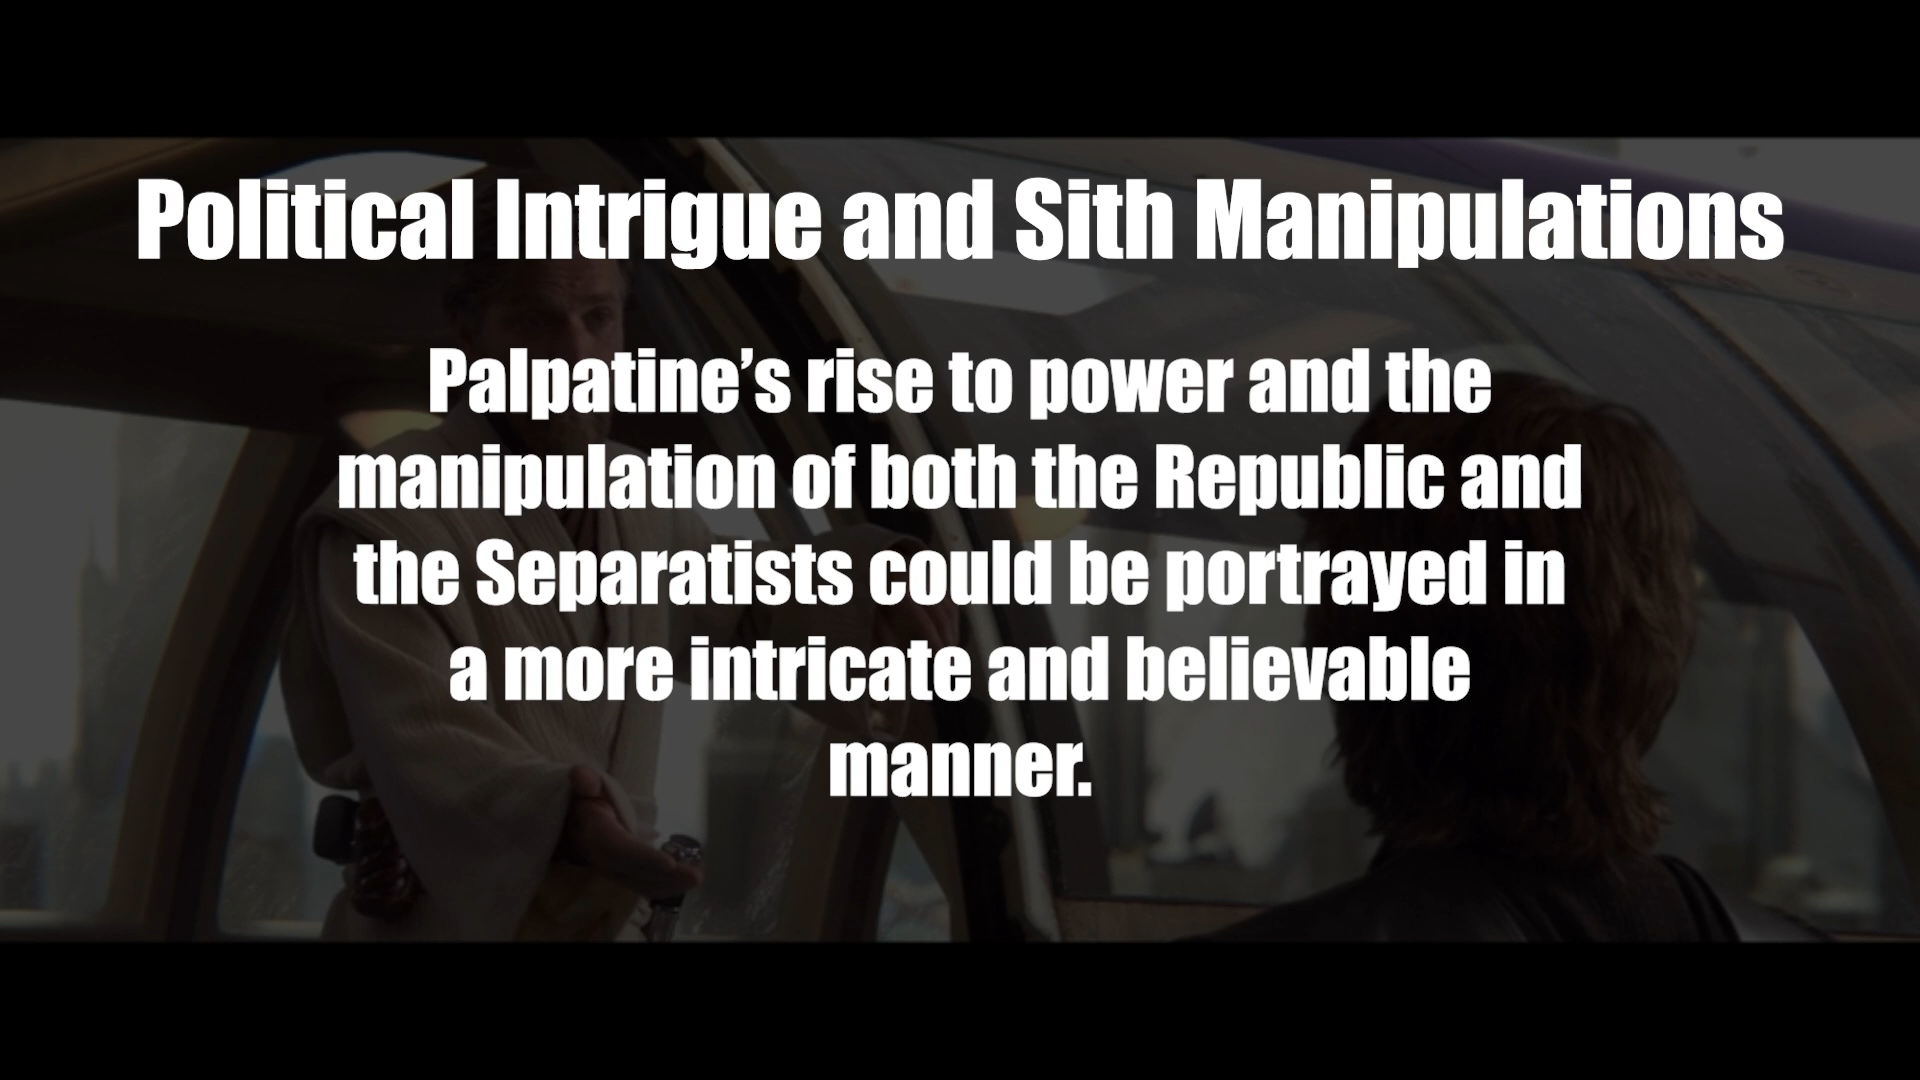 Political Intrigue and Sith Manipulations
Palpatine’s rise to power and the
manipulation of both the Republic and
the Separatists could be portrayed in
a more intricate and believable
manner.